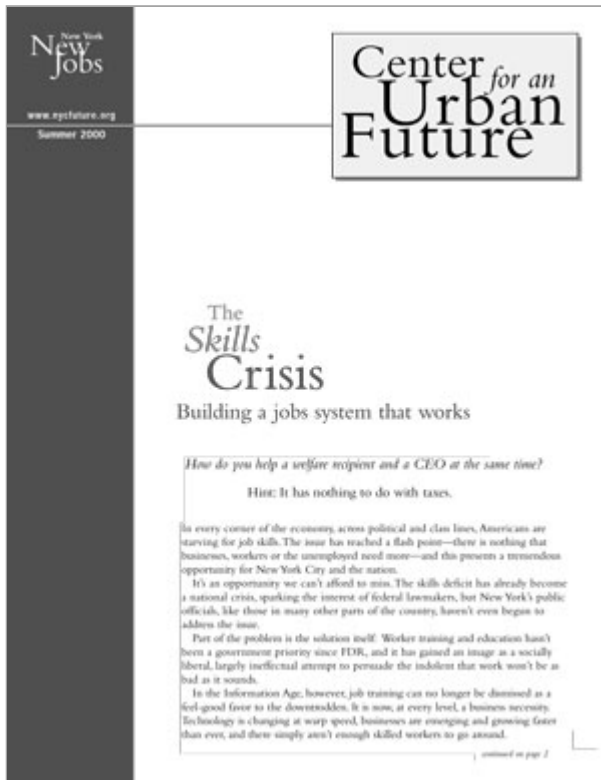 New York
New
Jobs
www.nycfuture.org
Summer 2000
Center for an
Urban
Future
The
Skills
Crisis
Building a jobs system that works
How do you help a welfare recipient and a CEO at the same time?
Hint: It has nothing to do with taxes.
In every corner of the economy, across political and class lines, Americans are
starving for job skills. The issue has reached a flash point—there is nothing that
businesses, workers or the unemployed need more—and this presents a tremendous
opportunity for New York City and the nation.
It's an opportunity we can't afford to miss. The skills deficit has already become
a national crisis, sparking the interest of federal lawmakers, but New York's public
officials, like those in many other parts of the country, haven't even begun to
address the issue.
Part of the problem is the solution itself: Worker training and education hasn't
been a government priority since FDR, and it has gained an image as a socially
liberal, largely ineffectual attempt to persuade the indolent that work won't be as
bad as it sounds.
In the Information Age, however, job training can no longer be dismissed as a
feel-good favor to the downtrodden. It is now, at every level, a business necessity.
Technology is changing at warp speed, businesses are emerging and growing faster
than ever, and there simply aren't enough skilled workers to go around.
continued on page 2